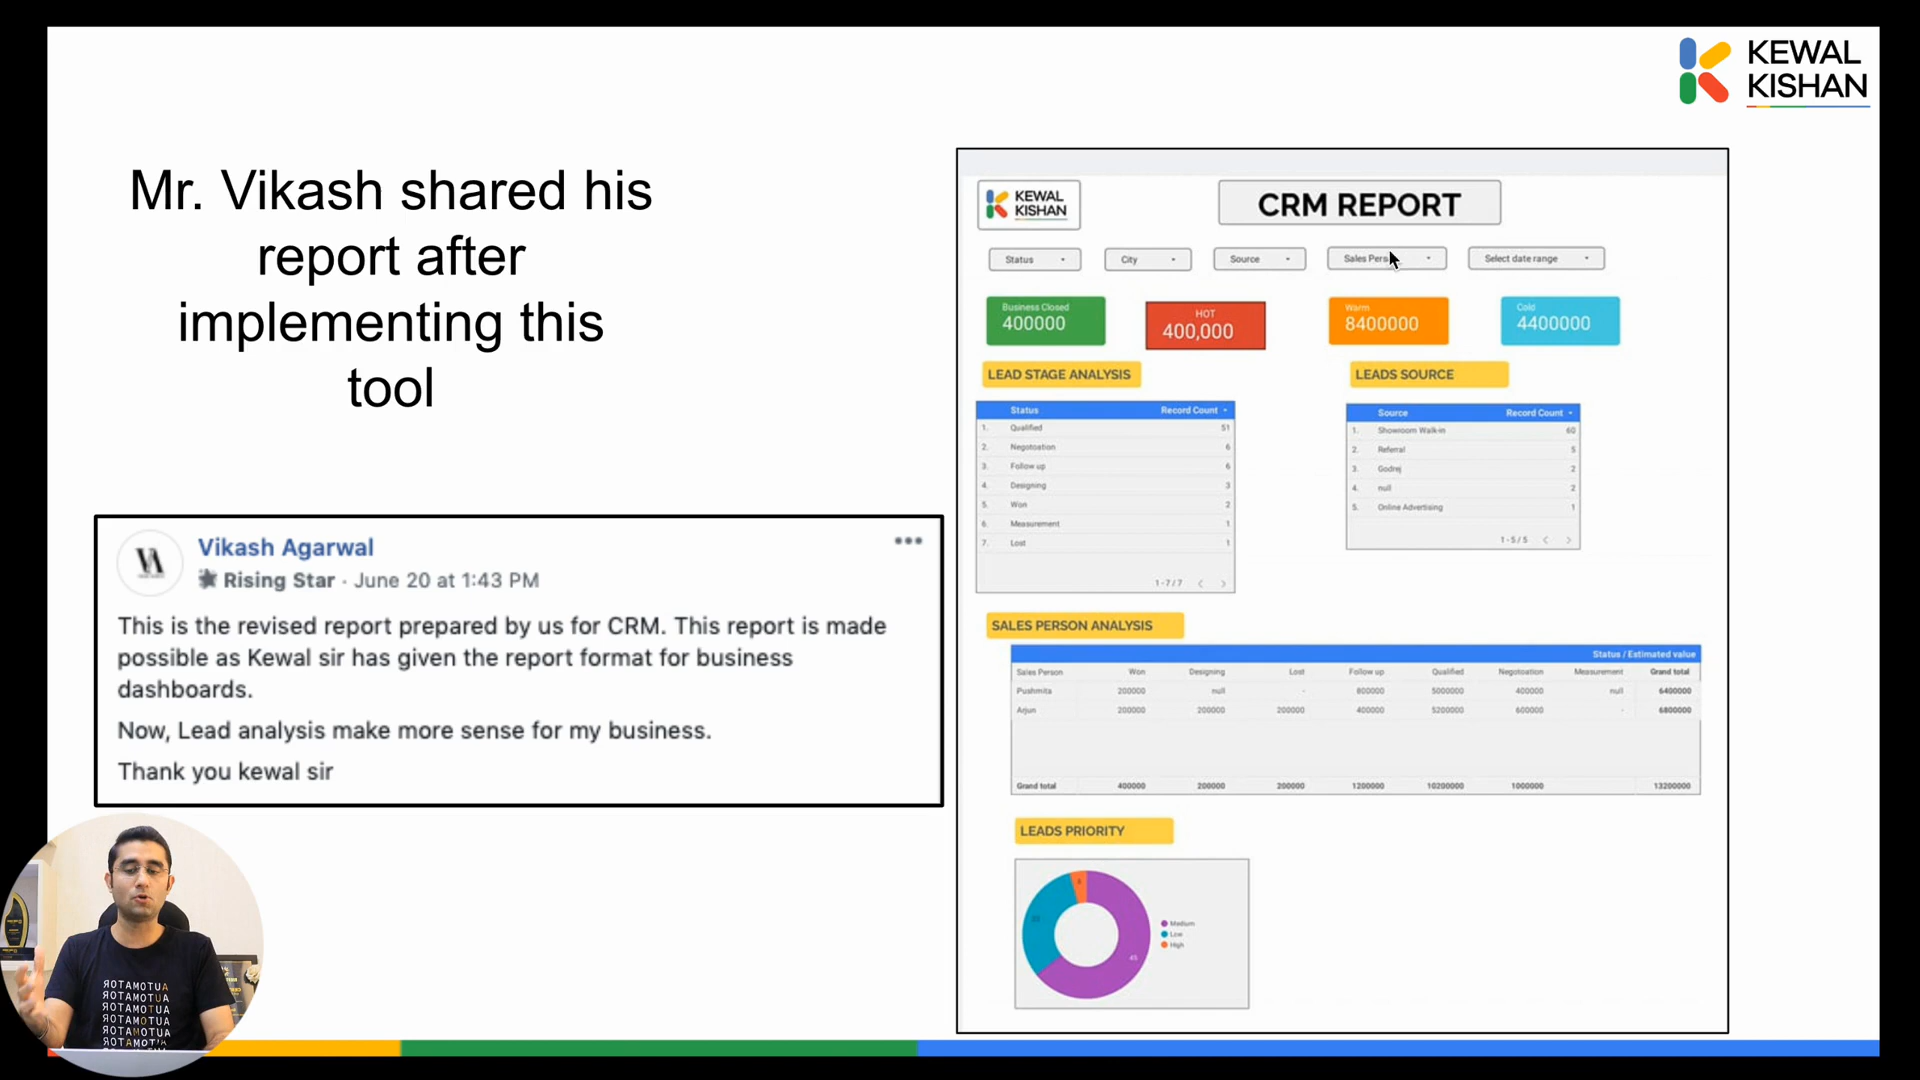 KEWAL
KISHAN
Mr. Vikash shared his
report after
implementing this
tool
Vikash Agarwal
Rising Star · June 20 at 1:43 PM
This is the revised report prepared by us for CRM. This report is made
possible as Kewal sir has given the report format for business
dashboards.
Now, Lead analysis make more sense for my business.
Thank you kewal sir
KEWAL
KISHAN
CRM REPORT
Status City Source Sales Select date range
Business Closed
400000
HOT
400,000
Warm
8400000
Cold
4400000
LEAD STAGE ANALYSIS
Status Record Count
1. Qualified 51
2. Negotoation 6
3. Follow up 6
4. Designing 3
5. Won 2
6. Measurement 1
7. Lost 1
1-7/7
LEADS SOURCE
Source Record Count
1. Showroom Walk-in 60
2. Referral 5
3. Godrej 2
4. null 2
5. Online Advertising 1
1-5/5
SALES PERSON ANALYSIS
Status / Estimated value
Sales Person Won Designing Lost Follow up Qualified Negotoation Measurement Grand total
Pushmita 200000 null - 800000 5000000 400000 null 6400000
Arjun 200000 200000 200000 400000 5200000 600000 - 6800000
Grand total 400000 200000 200000 1200000 10200000 1000000 13200000
LEADS PRIORITY
45
Medium
Low
High